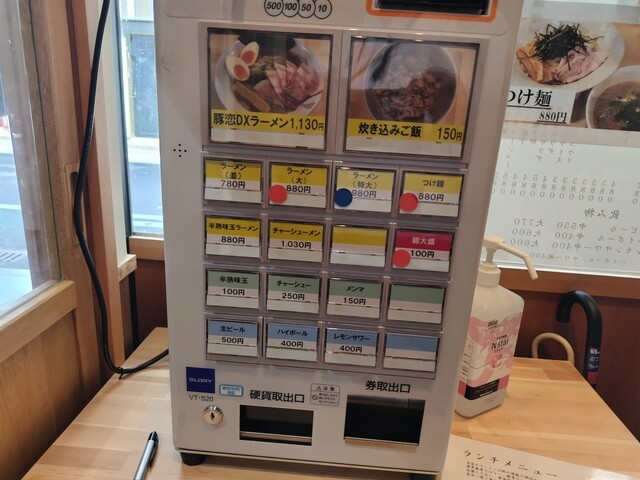 500 100 50 10
豚恋DXラーメン1,130円
炊き込みご飯 150円
ラーメン
(並)
780円
ラーメン
(大)
880円
ラーメン
(特大)
980円
つけ麺
880円
半熟味玉ラーメン
880円
チャーシューメン
1,030円
麺大盛
100円
半熟味玉
100円
チャーシュー
250円
メンマ
150円
生ビール
500円
ハイボール
400円
レモンサワー
400円
GLORY
VT-S20
硬貨取出口
注意
券取出口
つけ麺
880円
飲み物
N star
ランチメニュー